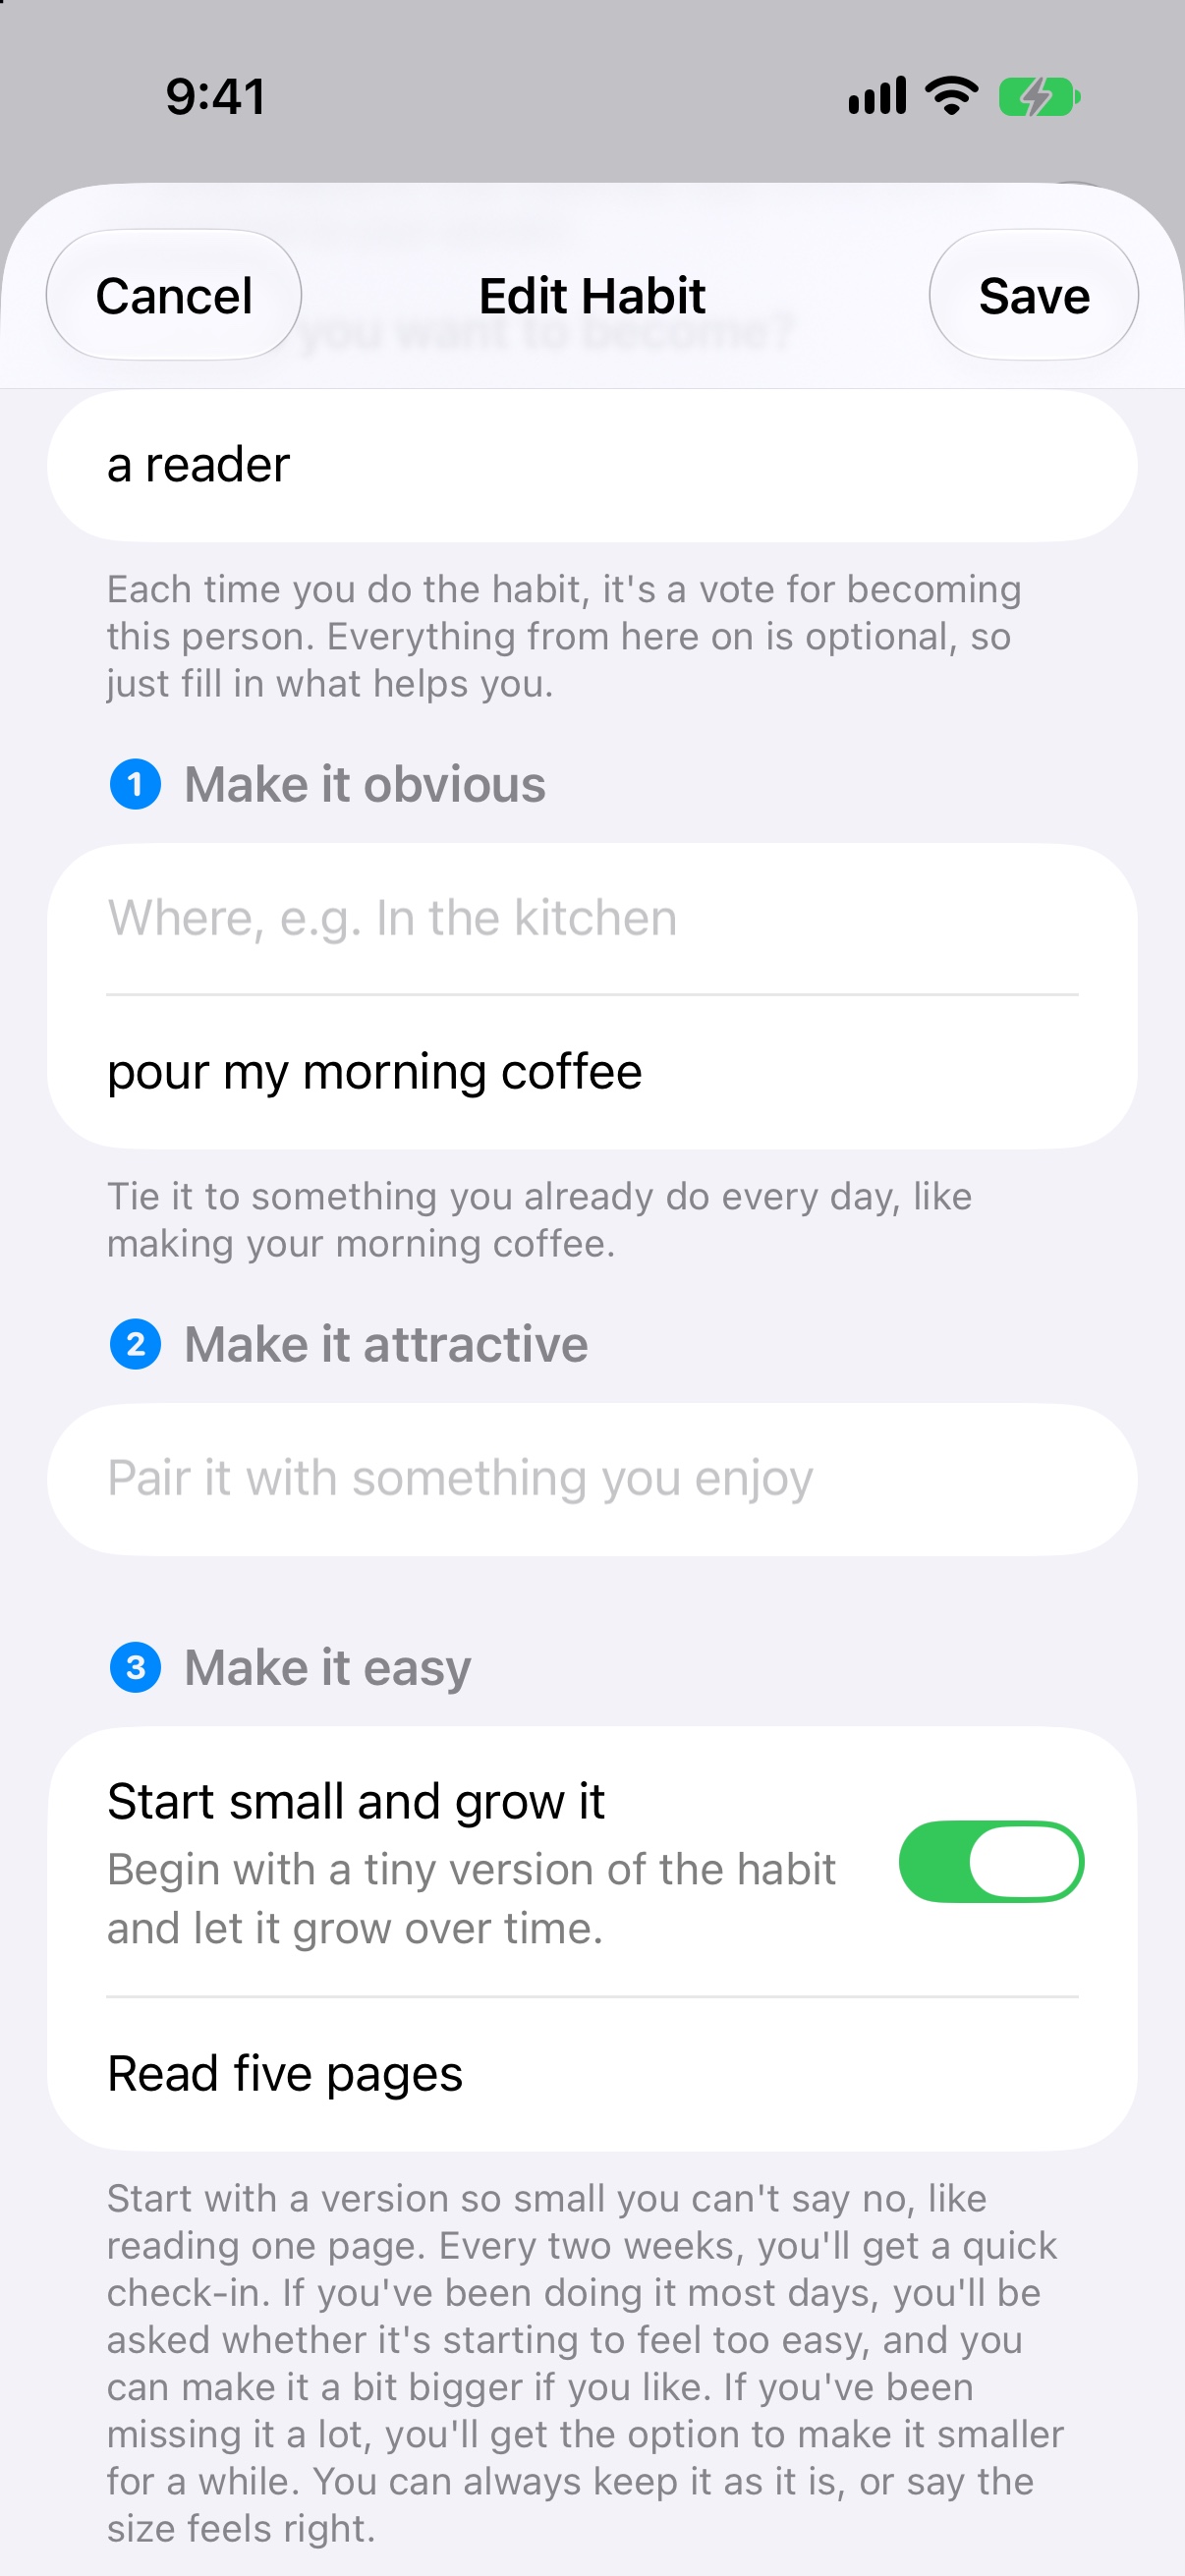 9:41
Cancel
Edit Habit
Save
you want to become?
a reader
Each time you do the habit, it's a vote for becoming
this person. Everything from here on is optional, so
just fill in what helps you.
1 Make it obvious
Where, e.g. In the kitchen
pour my morning coffee
Tie it to something you already do every day, like
making your morning coffee.
2 Make it attractive
Pair it with something you enjoy
3 Make it easy
Start small and grow it
Begin with a tiny version of the habit
and let it grow over time.
Read five pages
Start with a version so small you can't say no, like
reading one page. Every two weeks, you'll get a quick
check-in. If you've been doing it most days, you'll be
asked whether it's starting to feel too easy, and you
can make it a bit bigger if you like. If you've been
missing it a lot, you'll get the option to make it smaller
for a while. You can always keep it as it is, or say the
size feels right.